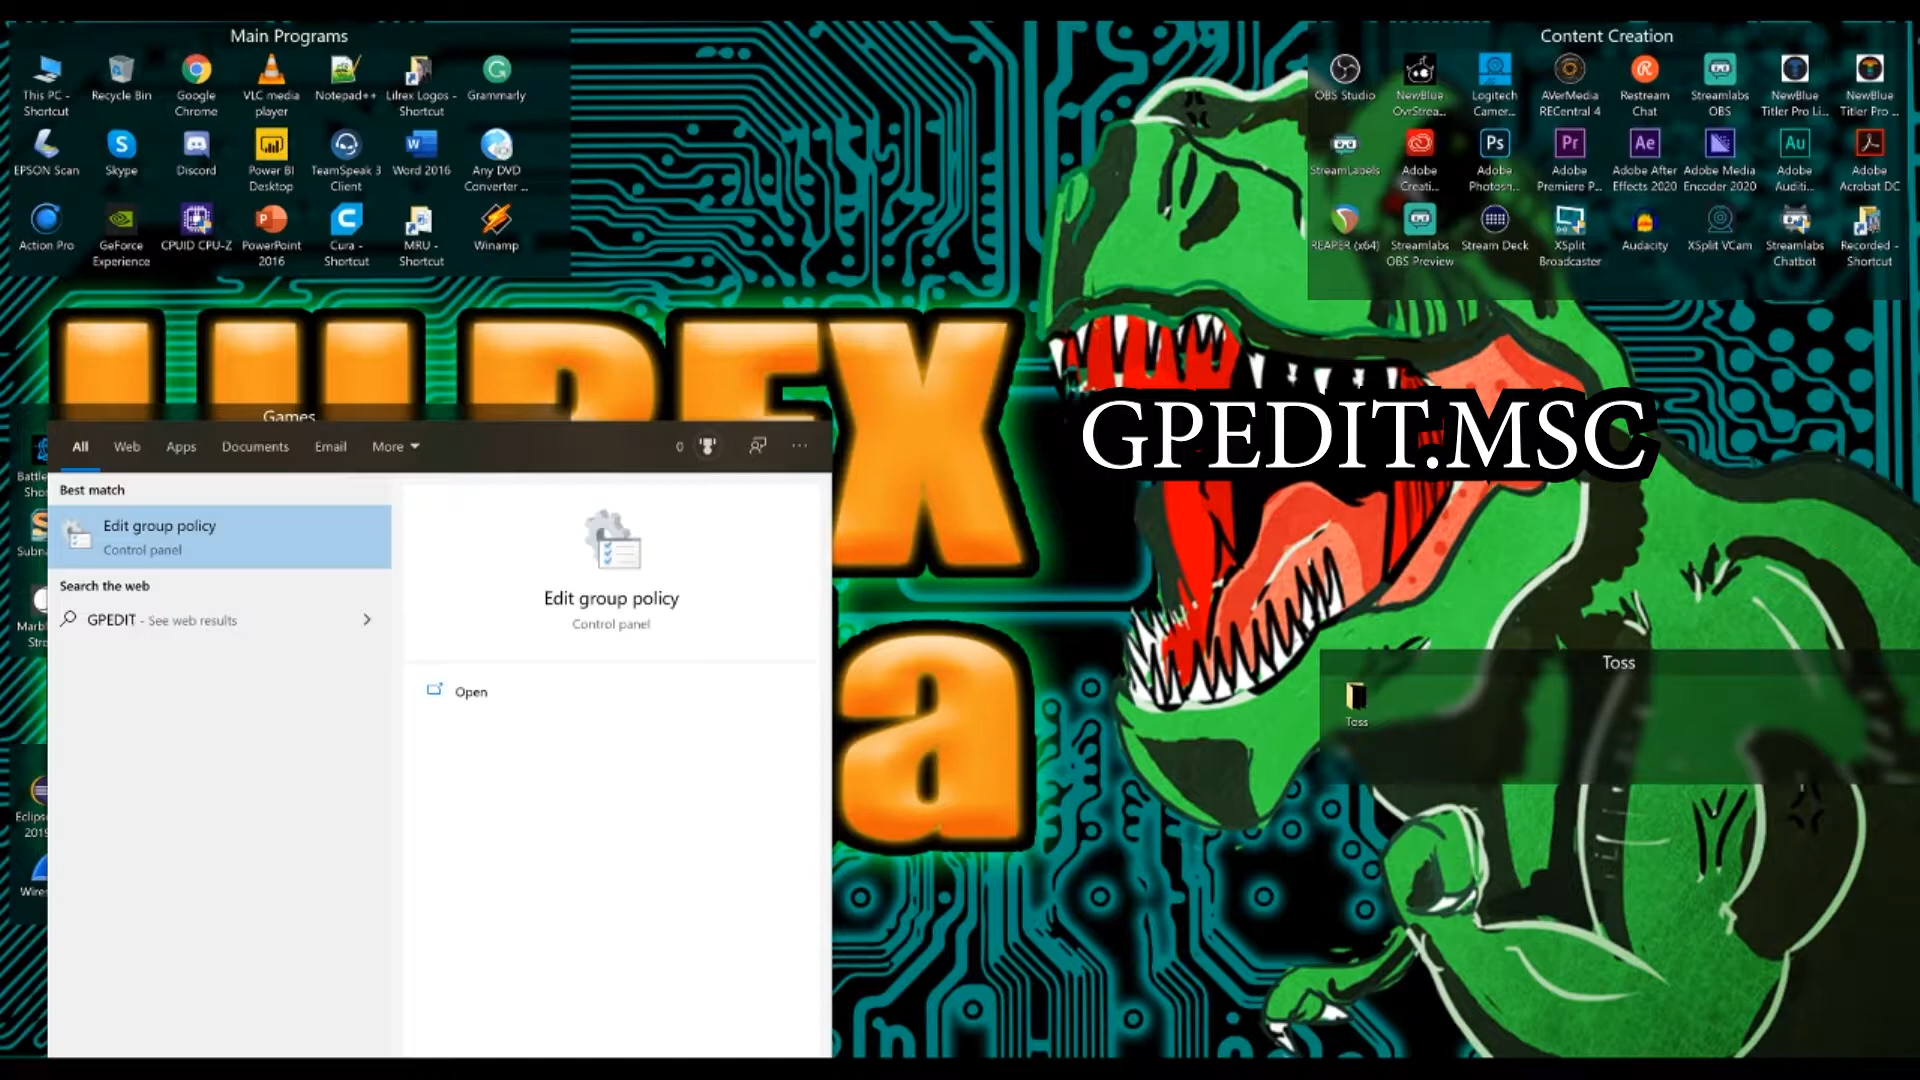 Main Programs
This PC - Shortcut
Recycle Bin
Google Chrome
VLC media player
Notepad++
Lilrex Logos - Shortcut
Grammarly
EPSON Scan
Skype
Discord
Power BI Desktop
TeamSpeak 3 Client
Word 2016
Any DVD Converter ...
Action Pro
GeForce Experience
CPUID CPU-Z
PowerPoint 2016
Cura - Shortcut
MRU - Shortcut
Winamp
Content Creation
OBS Studio
NewBlue OvrStrea...
Logitech Camer...
AVerMedia RECentral 4
Restream Chat
Streamlabs OBS
NewBlue Titler Pro Li...
NewBlue Titler Pro ...
StreamLabels
Adobe Creati...
Adobe Photosh...
Adobe Premiere P...
Adobe After Effects 2020
Adobe Media Encoder 2020
Adobe Auditi...
Adobe Acrobat DC
REAPER (x64)
Streamlabs OBS Preview
Stream Deck
XSplit Broadcaster
Audacity
XSplit VCam
Streamlabs Chatbot
Recorded - Shortcut
Games
All Web Apps Documents Email More 0 ...
Best match
Edit group policy
Control panel
Search the web
GPEDIT - See web results
Edit group policy
Control panel
Open
GPEDIT.MSC
Toss
Toss